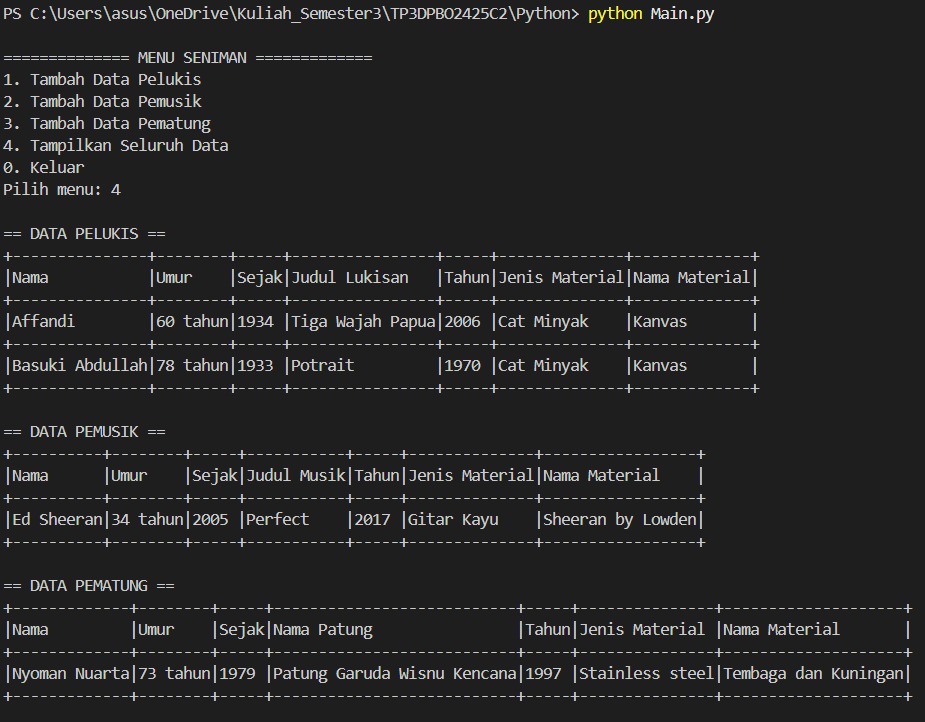 PS C:\Users\asus\OneDrive\Kuliah_Semester3\TP3DPBO2425C2\Python> python Main.py
============== MENU SENIMAN =============
1. Tambah Data Pelukis
2. Tambah Data Pemusik
3. Tambah Data Pematung
4. Tampilkan Seluruh Data
0. Keluar
Pilih menu: 4
== DATA PELUKIS ==
+---------------+--------+-----+----------------+-----+--------------+-------------+
|Nama           |Umur    |Sejak|Judul Lukisan   |Tahun|Jenis Material|Nama Material|
+---------------+--------+-----+----------------+-----+--------------+-------------+
|Affandi        |60 tahun|1934 |Tiga Wajah Papua|2006 |Cat Minyak    |Kanvas       |
+---------------+--------+-----+----------------+-----+--------------+-------------+
|Basuki Abdullah|78 tahun|1933 |Potrait         |1970 |Cat Minyak    |Kanvas       |
+---------------+--------+-----+----------------+-----+--------------+-------------+
== DATA PEMUSIK ==
+----------+--------+-----+-----------+-----+--------------+-----------------+
|Nama      |Umur    |Sejak|Judul Musik|Tahun|Jenis Material|Nama Material    |
+----------+--------+-----+-----------+-----+--------------+-----------------+
|Ed Sheeran|34 tahun|2005 |Perfect    |2017 |Gitar Kayu    |Sheeran by Lowden|
+----------+--------+-----+-----------+-----+--------------+-----------------+
== DATA PEMATUNG ==
+-------------+--------+-----+---------------------------+-----+---------------+--------------------+
|Nama         |Umur    |Sejak|Nama Patung                |Tahun|Jenis Material |Nama Material       |
+-------------+--------+-----+---------------------------+-----+---------------+--------------------+
|Nyoman Nuarta|73 tahun|1979 |Patung Garuda Wisnu Kencana|1997 |Stainless steel|Tembaga dan Kuningan|
+-------------+--------+-----+---------------------------+-----+---------------+--------------------+